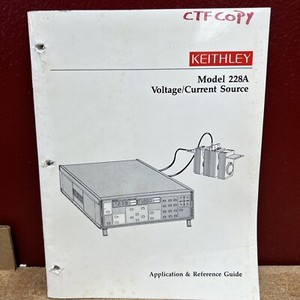 CTF COPY
KEITHLEY
Model 228A
Voltage/Current Source
Application & Reference Guide